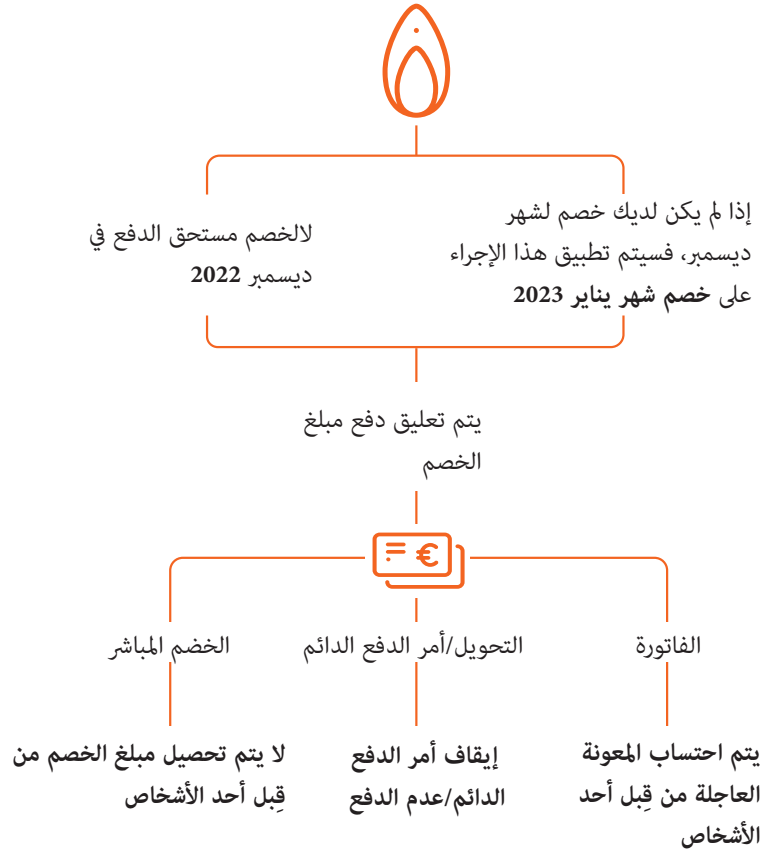 إذا لم يكن لديك خصم لشهر
ديسمبر، فسيتم تطبيق هذا الإجراء
على خصم شهر يناير 2023
لالخصم مستحق الدفع في
ديسمبر 2022
يتم تعليق دفع مبلغ
الخصم
€
الفاتورة
التحويل/أمر الدفع الدائم
الخضم المباشر
يتم احتساب المعونة
العاجلة من قِبل أحد
الأشخاص
إيقاف أمر الدفع
الدائم/عدم الدفع
لا يتم تحصيل مبلغ الخصم من
قِبل أحد الأشخاص